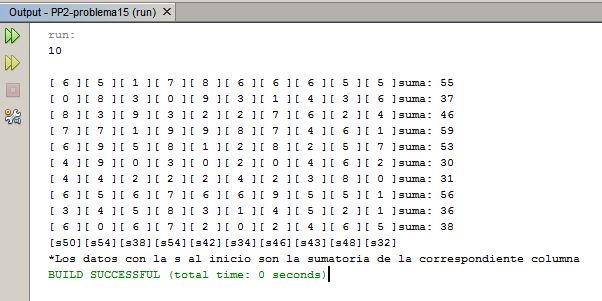 Output - PP2-problema15 (run)
run:
10
[ 6 ][ 5 ][ 1 ][ 7 ][ 8 ][ 6 ][ 6 ][ 6 ][ 5 ][ 5 ]suma: 55
[ 0 ][ 8 ][ 3 ][ 0 ][ 9 ][ 3 ][ 1 ][ 4 ][ 3 ][ 6 ]suma: 37
[ 8 ][ 3 ][ 9 ][ 3 ][ 2 ][ 2 ][ 7 ][ 6 ][ 2 ][ 4 ]suma: 46
[ 7 ][ 7 ][ 1 ][ 9 ][ 9 ][ 8 ][ 7 ][ 4 ][ 6 ][ 1 ]suma: 59
[ 6 ][ 9 ][ 5 ][ 8 ][ 1 ][ 2 ][ 8 ][ 2 ][ 5 ][ 7 ]suma: 53
[ 4 ][ 9 ][ 0 ][ 3 ][ 0 ][ 2 ][ 0 ][ 4 ][ 6 ][ 2 ]suma: 30
[ 4 ][ 4 ][ 2 ][ 2 ][ 2 ][ 4 ][ 2 ][ 3 ][ 8 ][ 0 ]suma: 31
[ 6 ][ 5 ][ 6 ][ 7 ][ 6 ][ 6 ][ 9 ][ 5 ][ 5 ][ 1 ]suma: 56
[ 3 ][ 4 ][ 5 ][ 8 ][ 3 ][ 1 ][ 4 ][ 5 ][ 2 ][ 1 ]suma: 36
[ 6 ][ 0 ][ 6 ][ 7 ][ 2 ][ 0 ][ 2 ][ 4 ][ 6 ][ 5 ]suma: 38
[s50][s54][s38][s54][s42][s34][s46][s43][s48][s32]
*Los datos con la s al inicio son la sumatoria de la correspondiente columna
BUILD SUCCESSFUL (total time: 0 seconds)